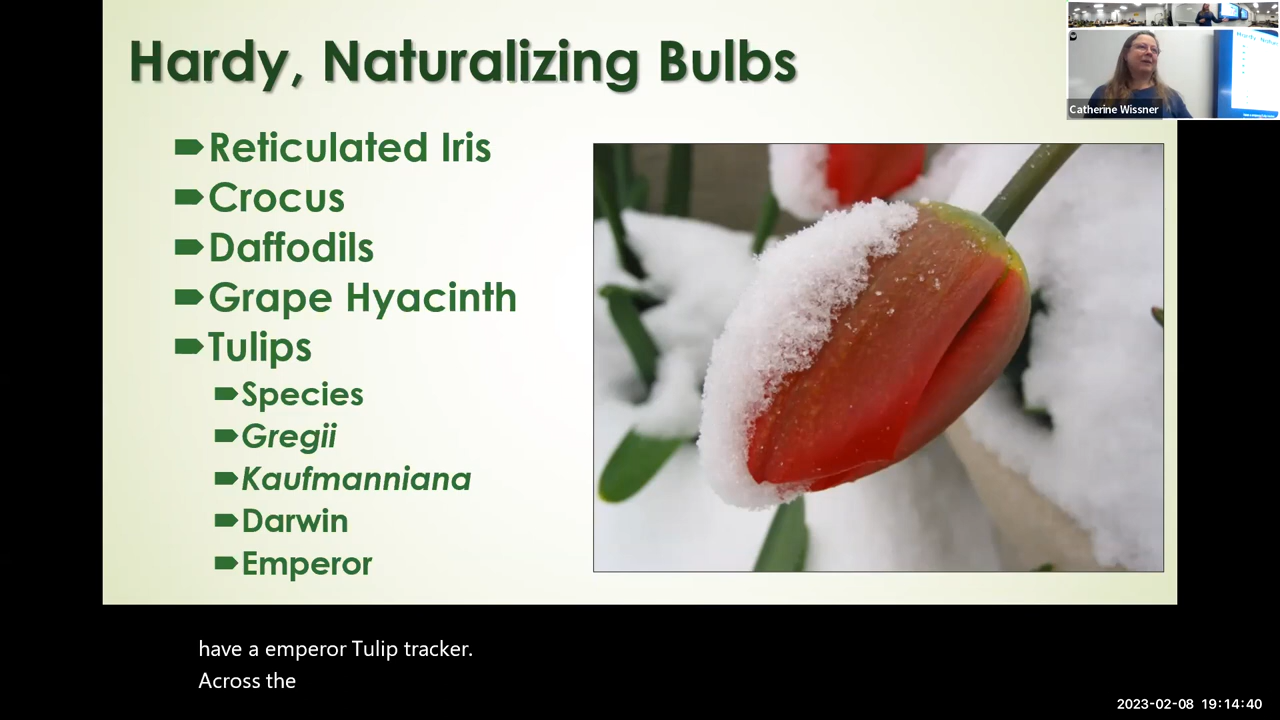 Hardy, Naturalizing Bulbs
Reticulated Iris
Crocus
Daffodils
Grape Hyacinth
Tulips
Species
Gregii
Kaufmanniana
Darwin
Emperor
Catherine Wissner
have a emperor Tulip tracker.
Across the
2023-02-08 19:14:40